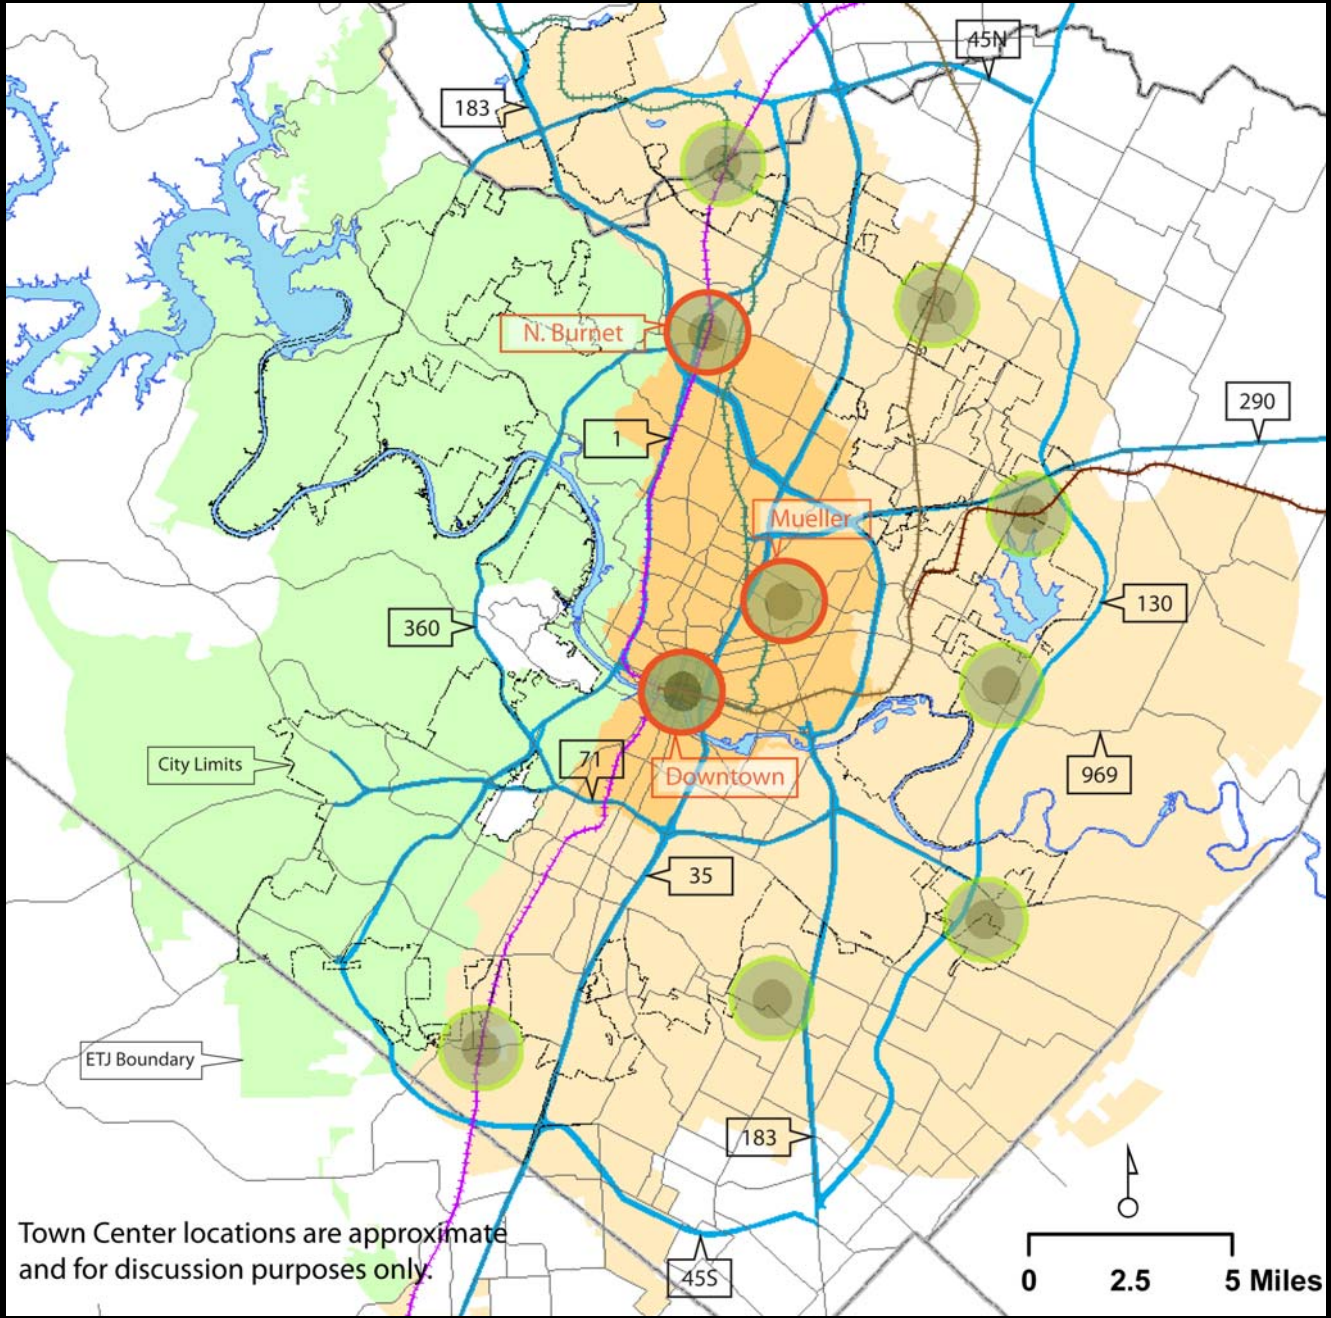 45N
183
N. Burnet
290
1
Mueller
130
360
City Limits
71
Downtown
969
35
ETJ Boundary
183
Town Center locations are approximate
and for discussion purposes only.
45S
0 2.5 5 Miles